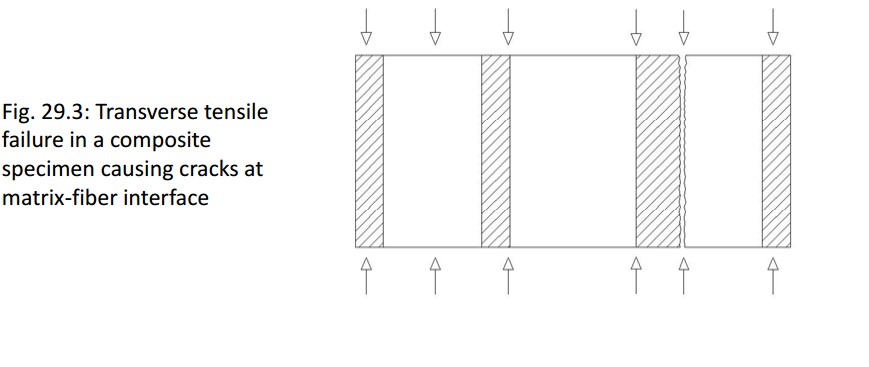 Fig. 29.3: Transverse tensile
failure in a composite
specimen causing cracks at
matrix-fiber interface